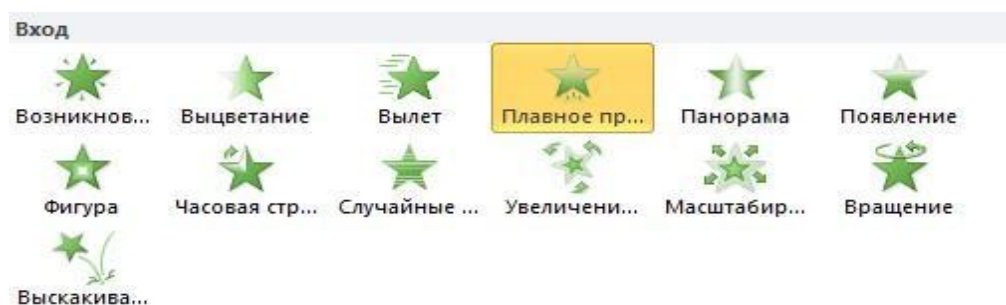 Вход
Возникнов... Выцветание Вылет Плавное пр... Панорама Появление
Фигура Часовая стр... Случайные ... Увеличени... Масштабир... Вращение
Выскакива...